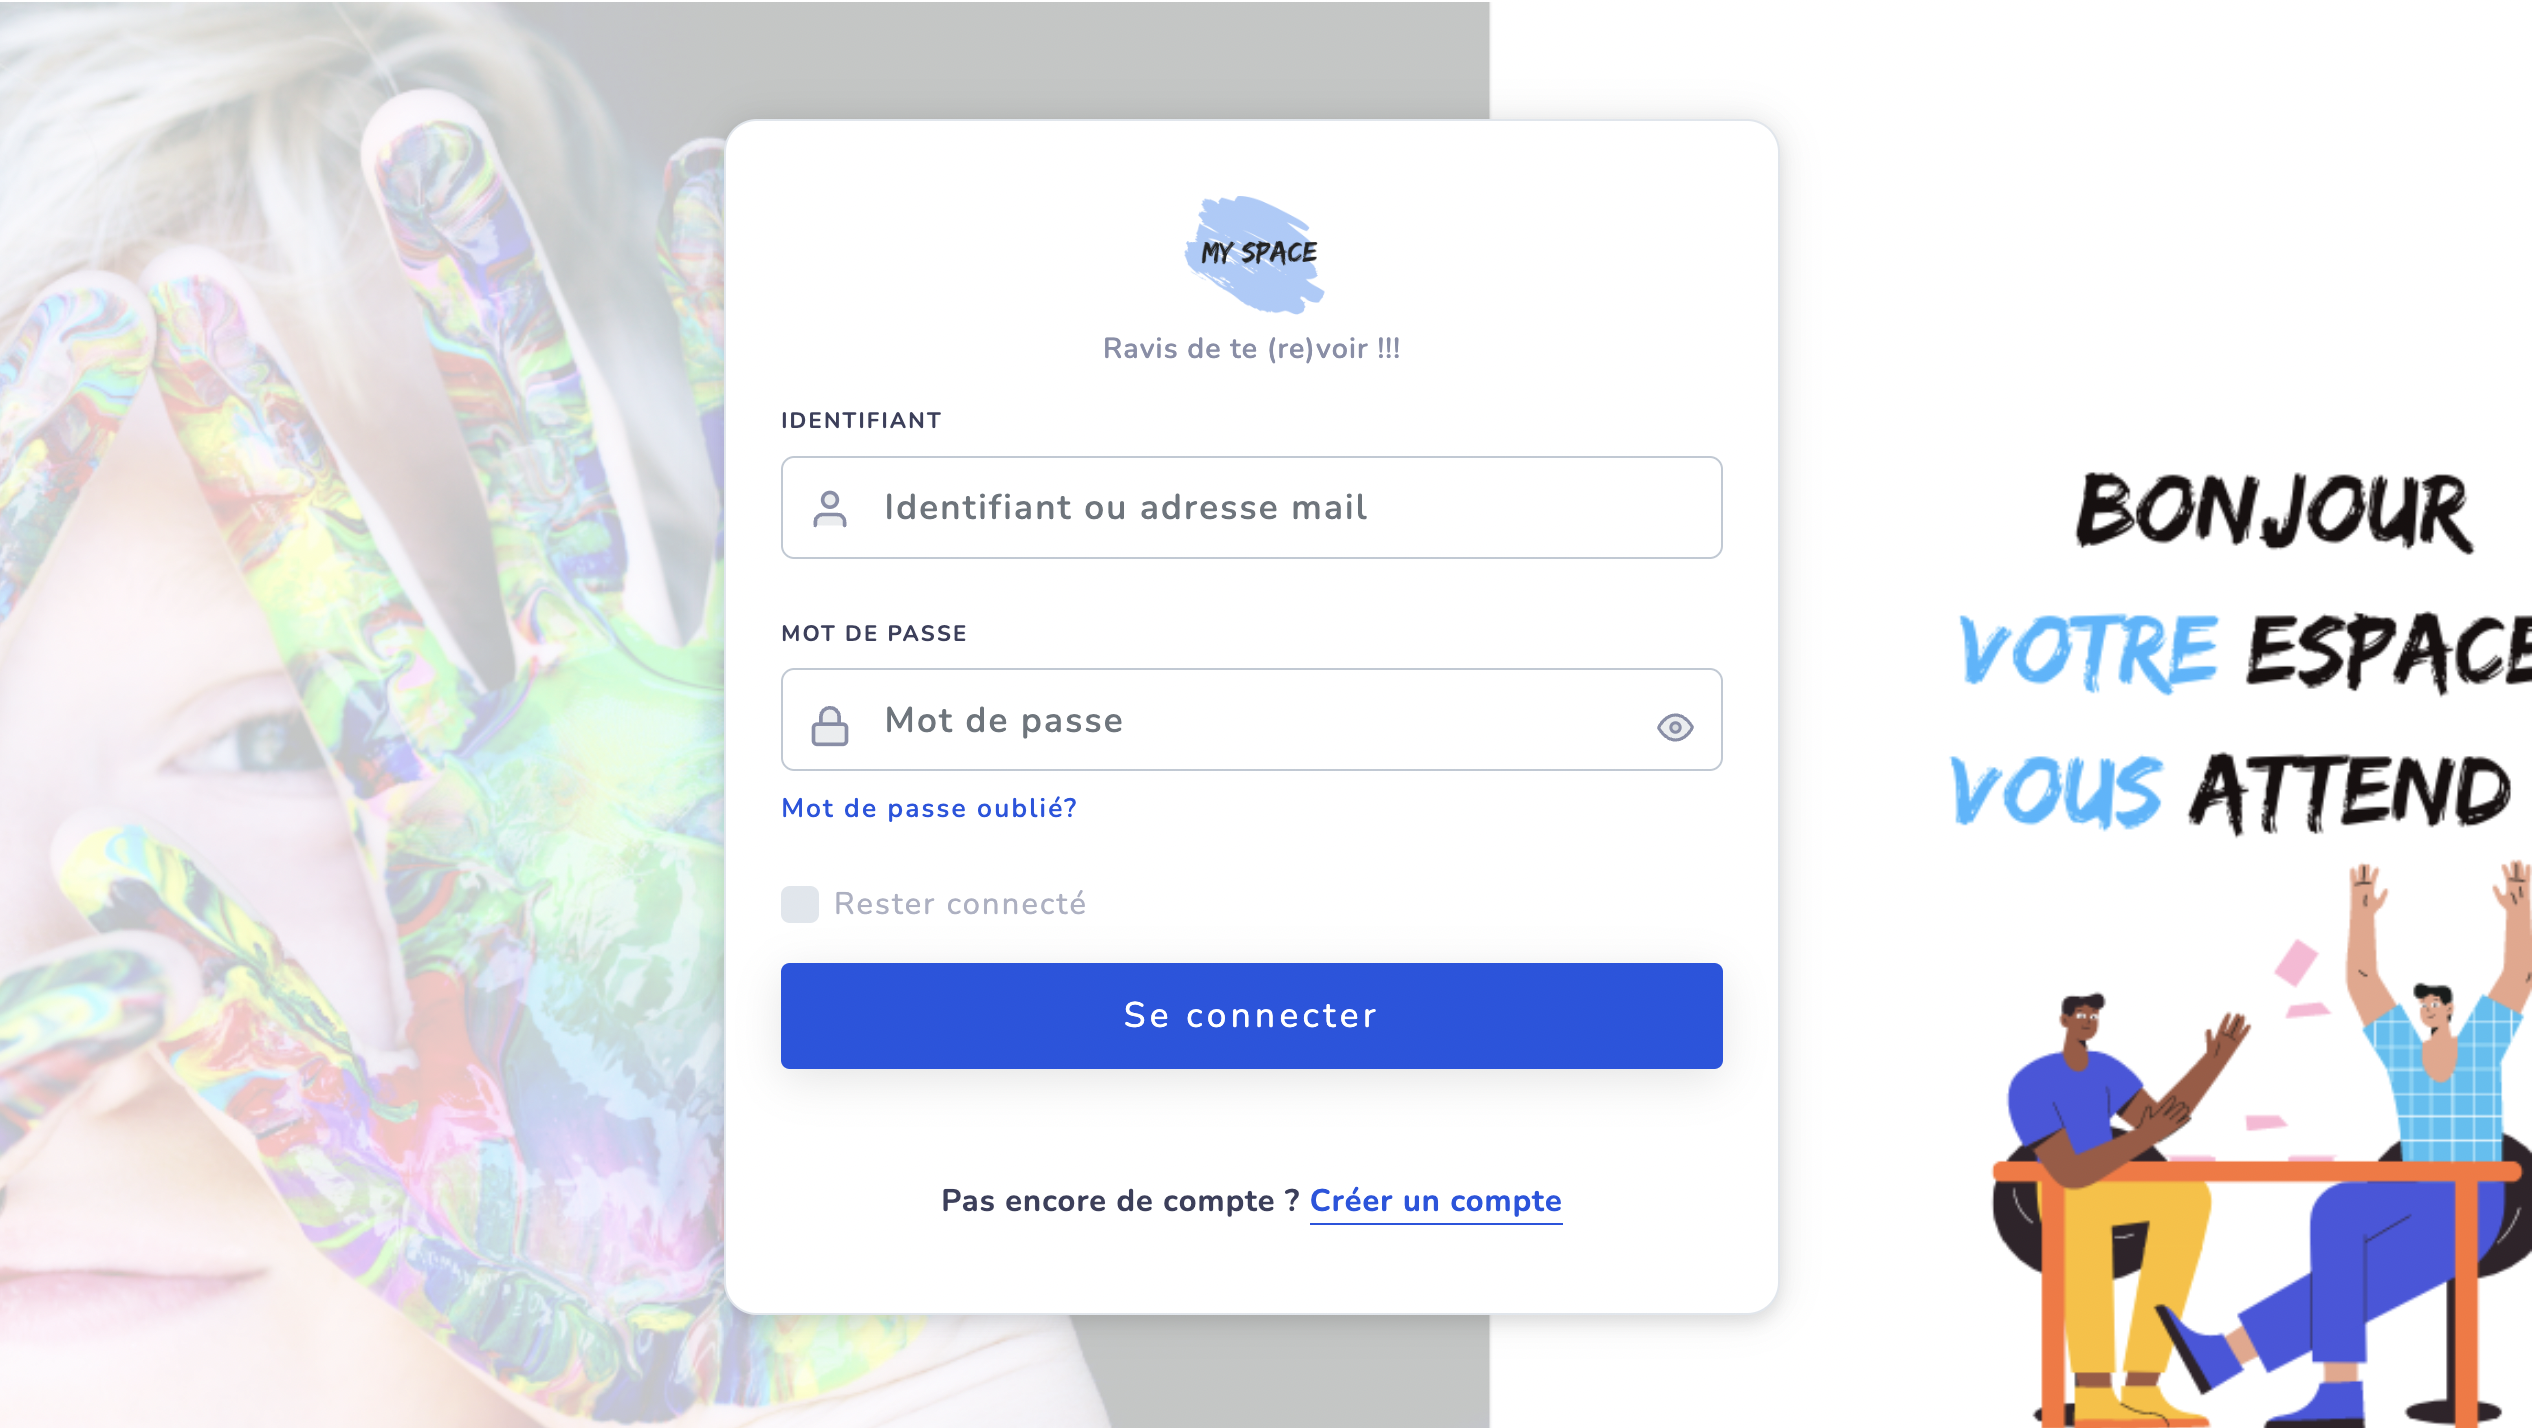 MY SPACE
Ravis de te (re)voir !!!
IDENTIFIANT
Identifiant ou adresse mail
MOT DE PASSE
Mot de passe
Mot de passe oublié?
Rester connecté
Se connecter
Pas encore de compte ? Créer un compte
BONJOUR
VOTRE ESPACE
VOUS ATTEND